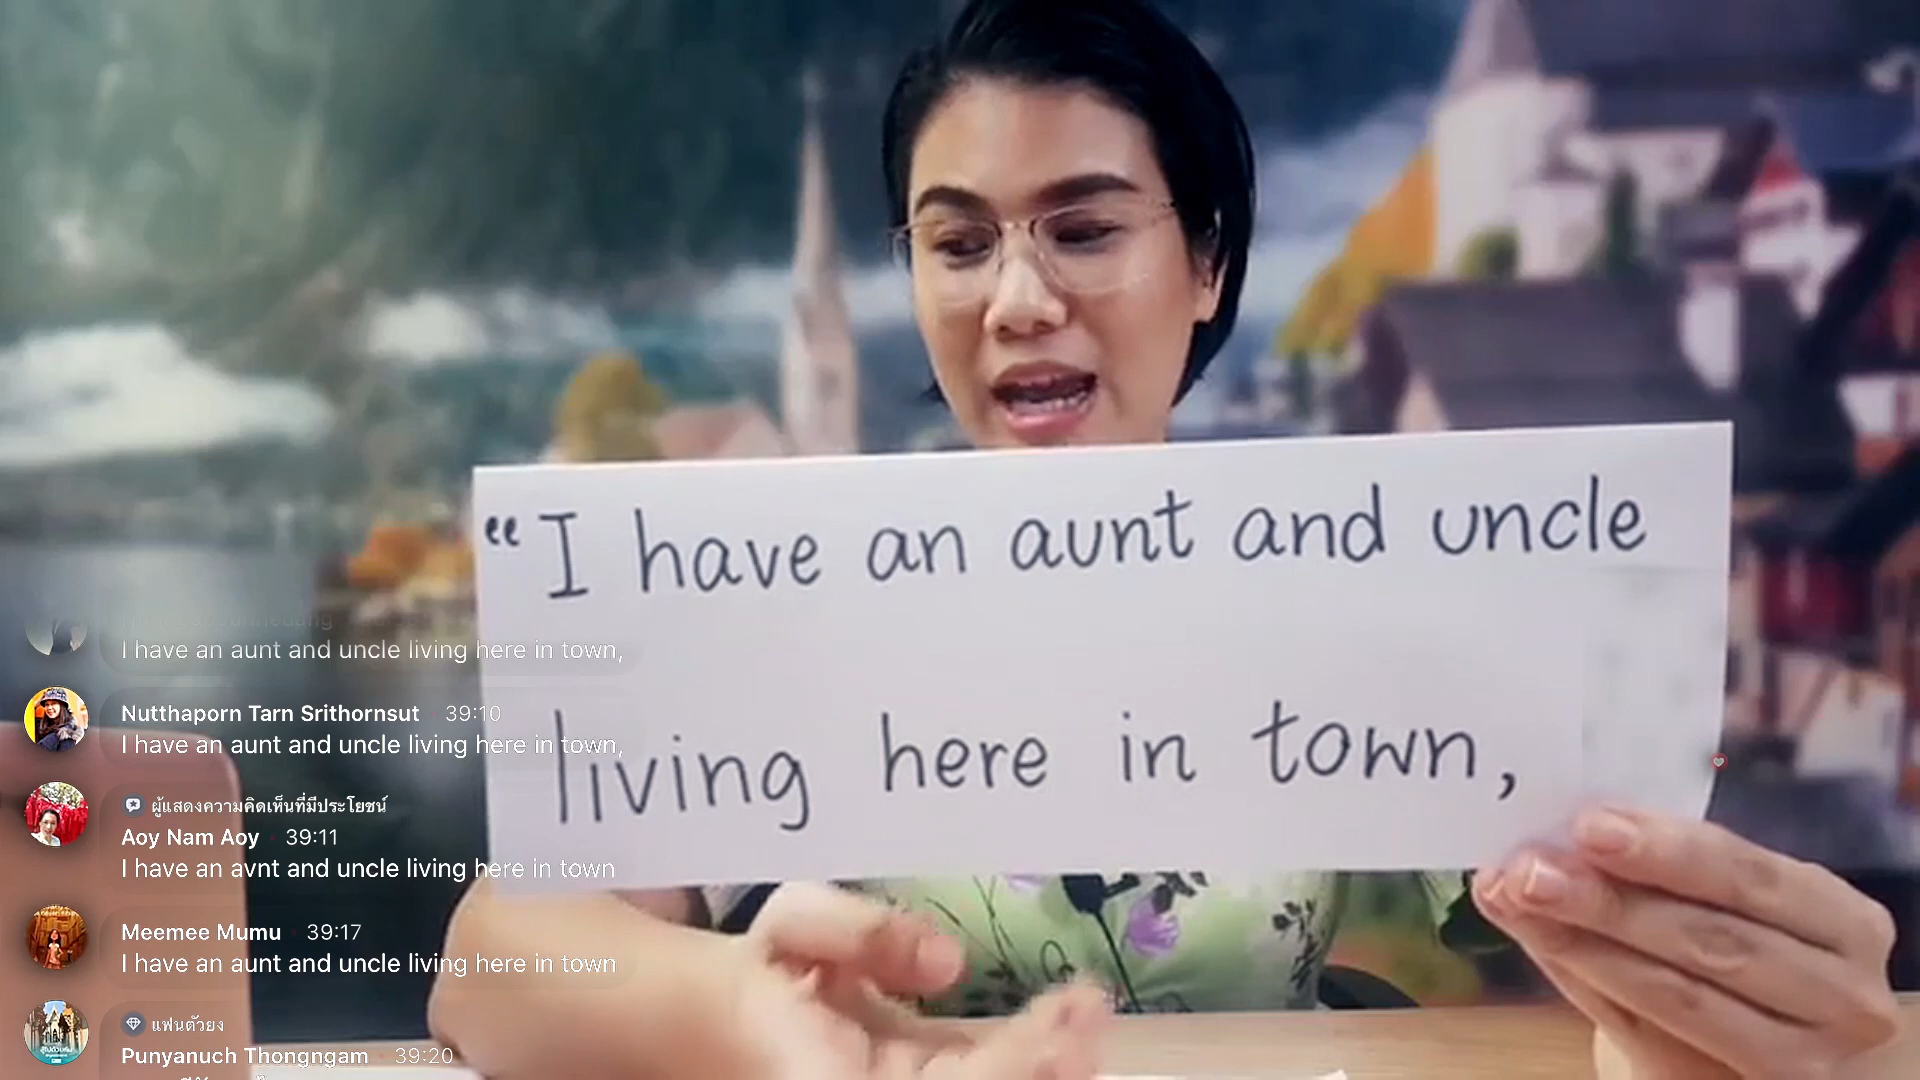 “I have an aunt and uncle
living here in town,
I have an aunt and uncle living here in town,
Nutthaporn Tarn Srithornsut 39:10
I have an aunt and uncle living here in town,
ผู้แสดงความคิดเห็นที่มีประโยชน์
Aoy Nam Aoy 39:11
I have an avnt and uncle living here in town
Meemee Mumu 39:17
I have an aunt and uncle living here in town
แฟนตัวยง
Punyanuch Thongngam 39:20